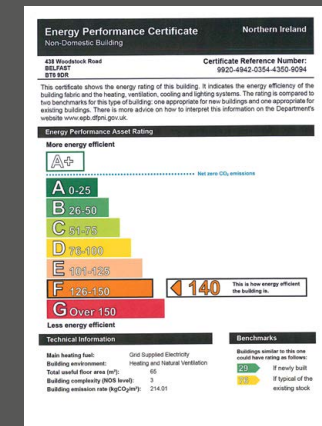 Energy Performance Certificate
Northern Ireland
Non-Domestic Building
438 Woodstock Road
BELFAST
BT6 9DR
Certificate Reference Number:
9920-4942-0354-4350-9094
This certificate shows the energy rating of this building. It indicates the energy efficiency of the
building fabric and the heating, ventilation, cooling and lighting systems. The rating is compared to
two benchmarks for this type of building: one appropriate for new buildings and one appropriate for
existing buildings. There is more advice on how to interpret this information on the Department's
website www.epb.dfpni.gov.uk.
Energy Performance Asset Rating
More energy efficient
A+
Net zero CO₂ emissions
A 0-25
B 26-50
C 51-75
D 76-100
E 101-125
F 126-150
140
This is how energy efficient
the building is.
G Over 150
Less energy efficient
Technical Information
Main heating fuel: Grid Supplied Electricity
Building environment: Heating and Natural Ventilation
Total useful floor area (m²): 65
Building complexity (NOS level): 3
Building emission rate (kgCO₂/m²): 214.01
Benchmarks
Buildings similar to this one
could have rating as follows:
29 If newly built
If typical of the
existing stock